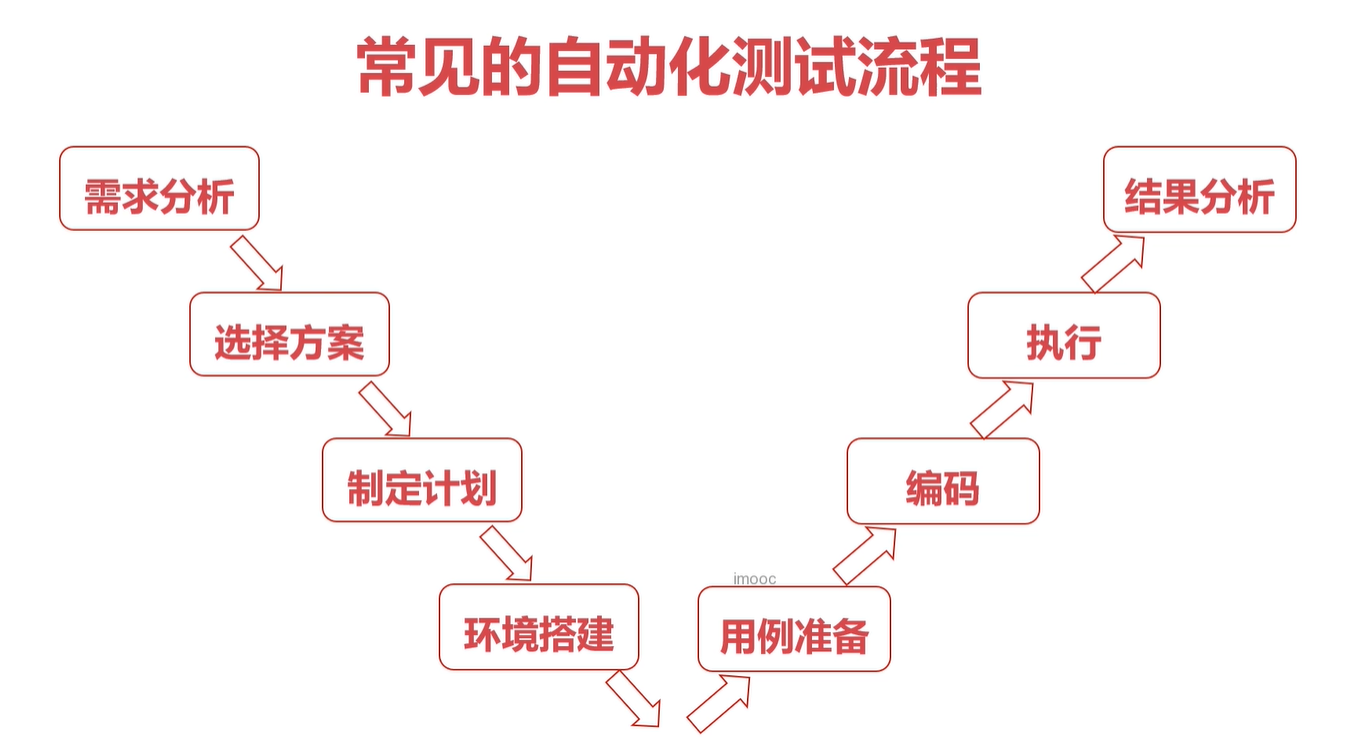 常见的自动化测试流程
需求分析
选择方案
制定计划
环境搭建
imooc
用例准备
编码
执行
结果分析